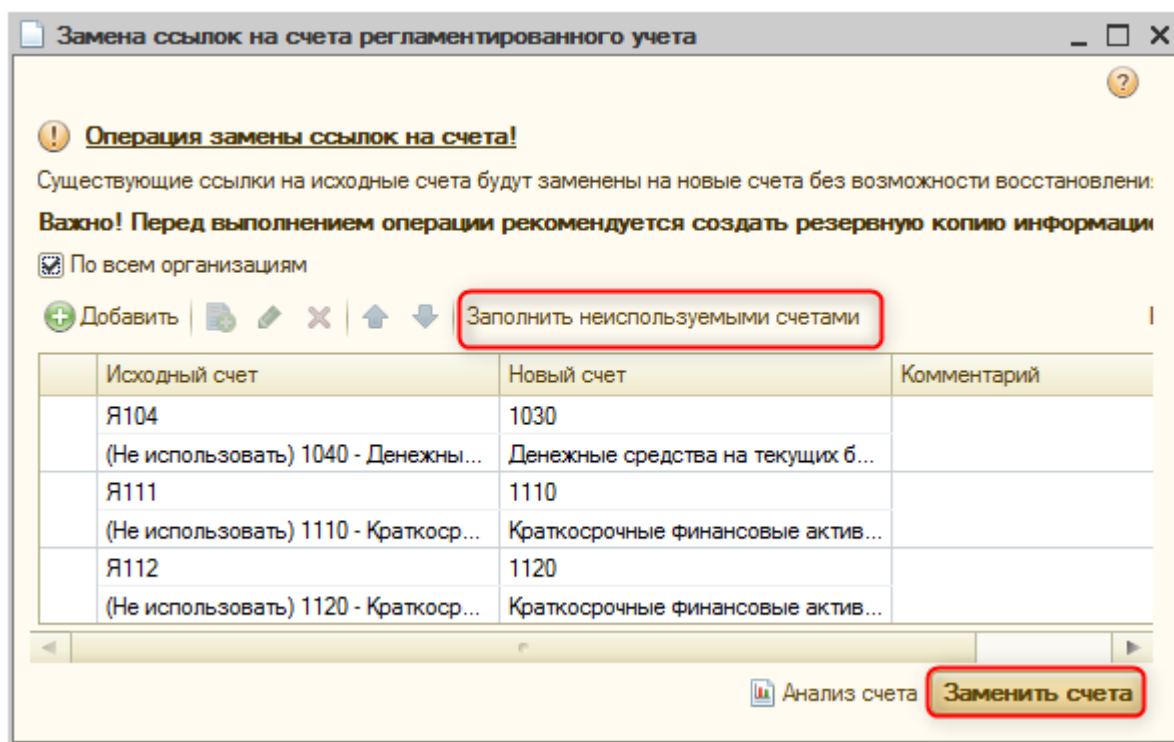 Замена ссылок на счета регламентированного учета
Операция замены ссылок на счета!
Существующие ссылки на исходные счета будут заменены на новые счета без возможности
Важно! Перед выполнением операции рекомендуется создать резервную копию
По всем организациям
Добавить Заполнить неиспользуемыми счетами
Исходный счет Новый счет Комментарий
Я104 1030
(Не использовать) 1040 - Денежны... Денежные средства на текущих б...
Я111 1110
(Не использовать) 1110 - Краткоср... Краткосрочные финансовые актив...
Я112 1120
(Не использовать) 1120 - Краткоср... Краткосрочные финансовые актив...
Анализ счета Заменить счета